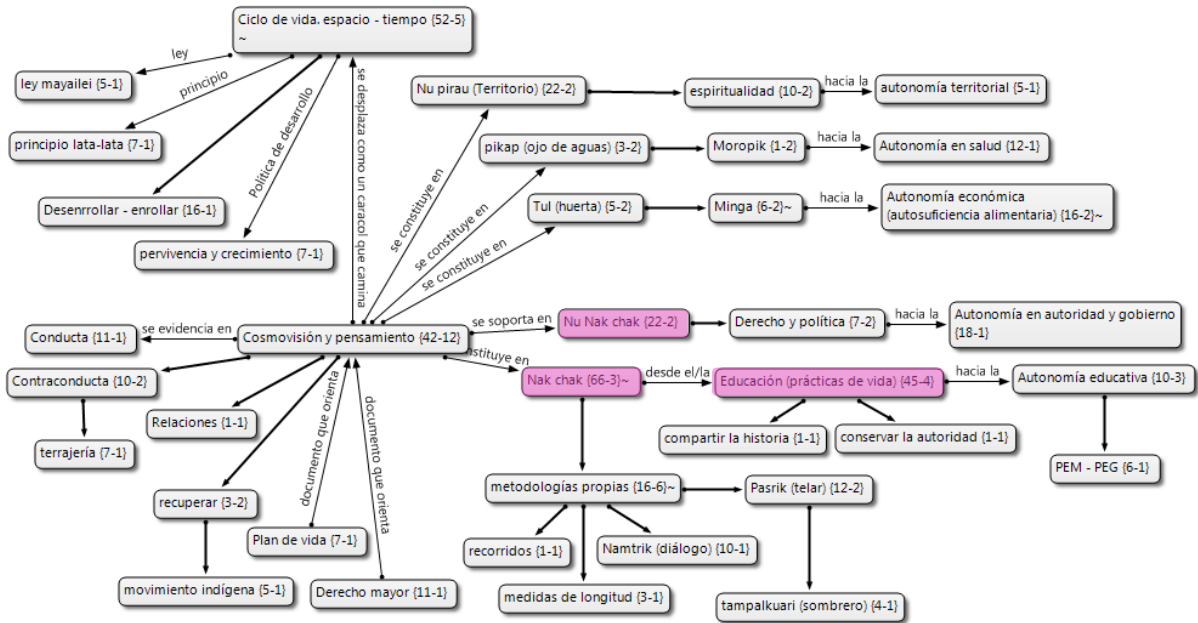 Ciclo de vida. espacio - tiempo {52-5}
~
ley
ley mayailei {5-1}
principio
principio lata-lata {7-1}
Desenrrollar - enrollar {16-1}
Política de desarrollo
pervivencia y crecimiento {7-1}
se desplaza como un caracol que camina
Nu pirau (Territorio) {22-2}
espiritualidad {10-2}
hacia la
autonomía territorial {5-1}
se constituye en
pikap (ojo de aguas) {3-2}
Moropik {1-2}
hacia la
Autonomía en salud {12-1}
se constituye en
Tul (huerta) {5-2}
Minga {6-2}~
hacia la
Autonomía económica
(autosuficiencia alimentaria) {16-2}~
se constituye en
Cosmovisión y pensamiento {42-12}
se evidencia en
Conducta {11-1}
Contraconducta {10-2}
terrajería {7-1}
Relaciones {1-1}
recuperar {3-2}
movimiento indígena {5-1}
documento que orienta
Plan de vida {7-1}
documento que orienta
Derecho mayor {11-1}
se soporta en
Nu Nak chak {22-2}
Derecho y política {7-2}
hacia la
Autonomía en autoridad y gobierno
{18-1}
nstituye en
Nak chak {66-3}~
desde el/la
Educación (prácticas de vida) {45-4}
hacia la
Autonomía educativa {10-3}
compartir la historia {1-1}
conservar la autoridad {1-1}
PEM - PEG {6-1}
metodologías propias {16-6}~
Pasrik (telar) {12-2}
recorridos {1-1}
Namtrik (diálogo) {10-1}
medidas de longitud {3-1}
tampalkuari (sombrero) {4-1}